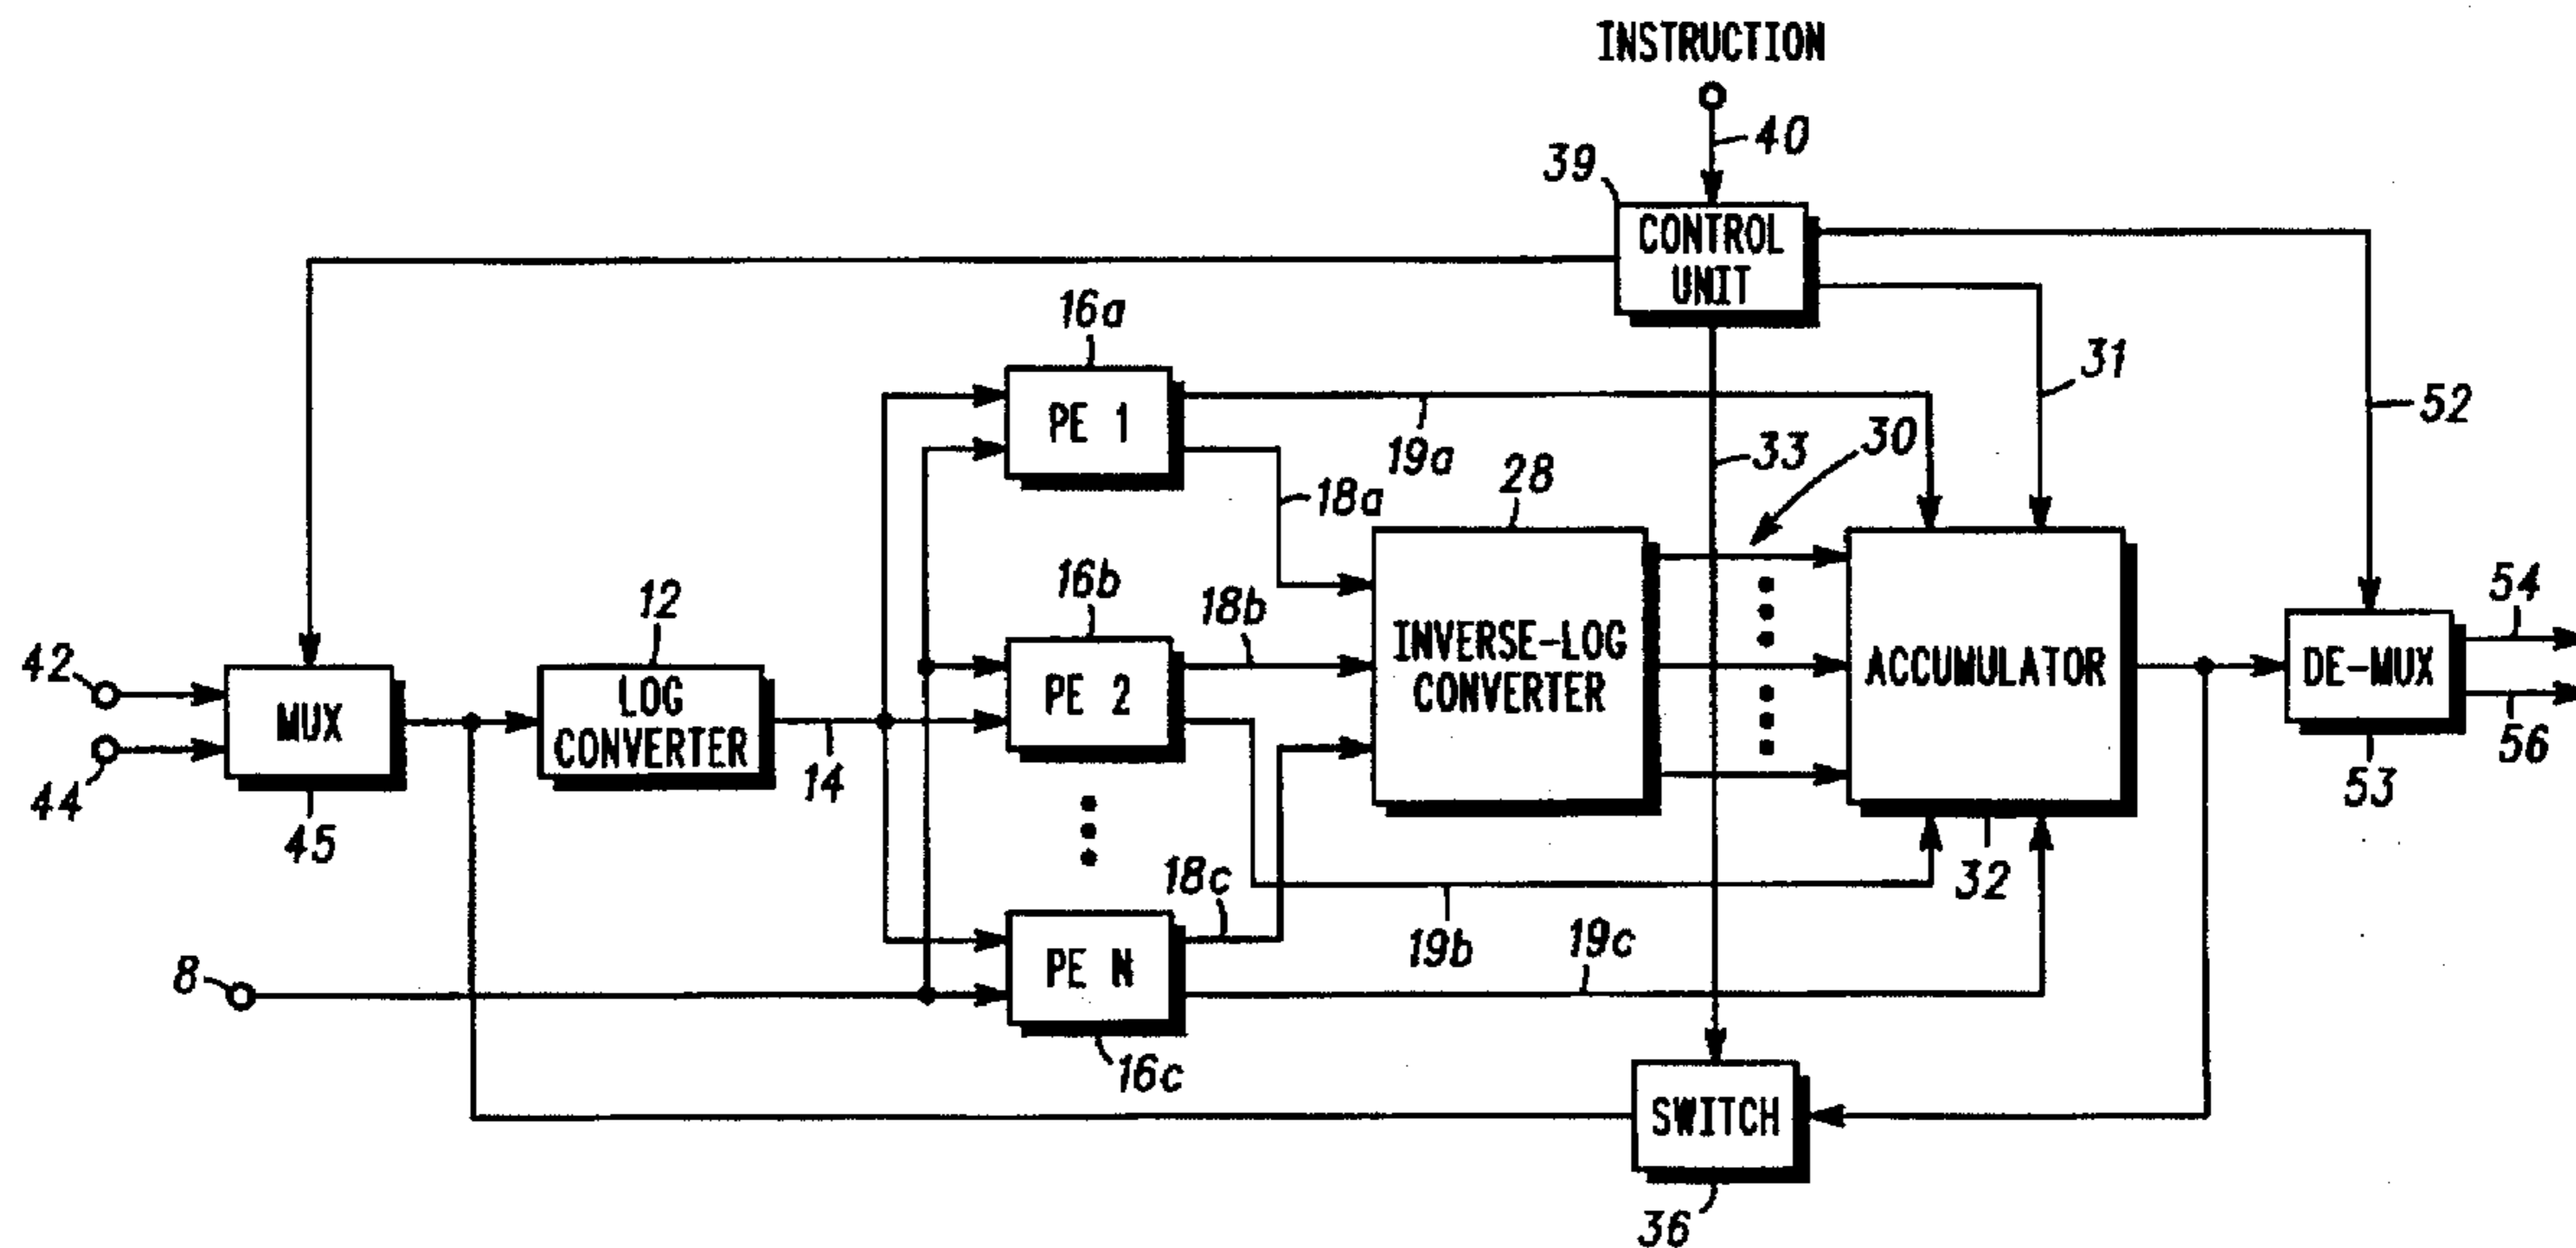 INSTRUCTION
40
39
CONTROL
UNIT
16a
31
52
PE 1
19a
33
30
18a
28
12
16b
18b
54
42
MUX
LOG
CONVERTER
PE 2
INVERSE-LOG
CONVERTER
ACCUMULATOR
DE-MUX
44
14
56
45
53
18c
32
19b
19c
8
PE N
16c
SWITCH
36